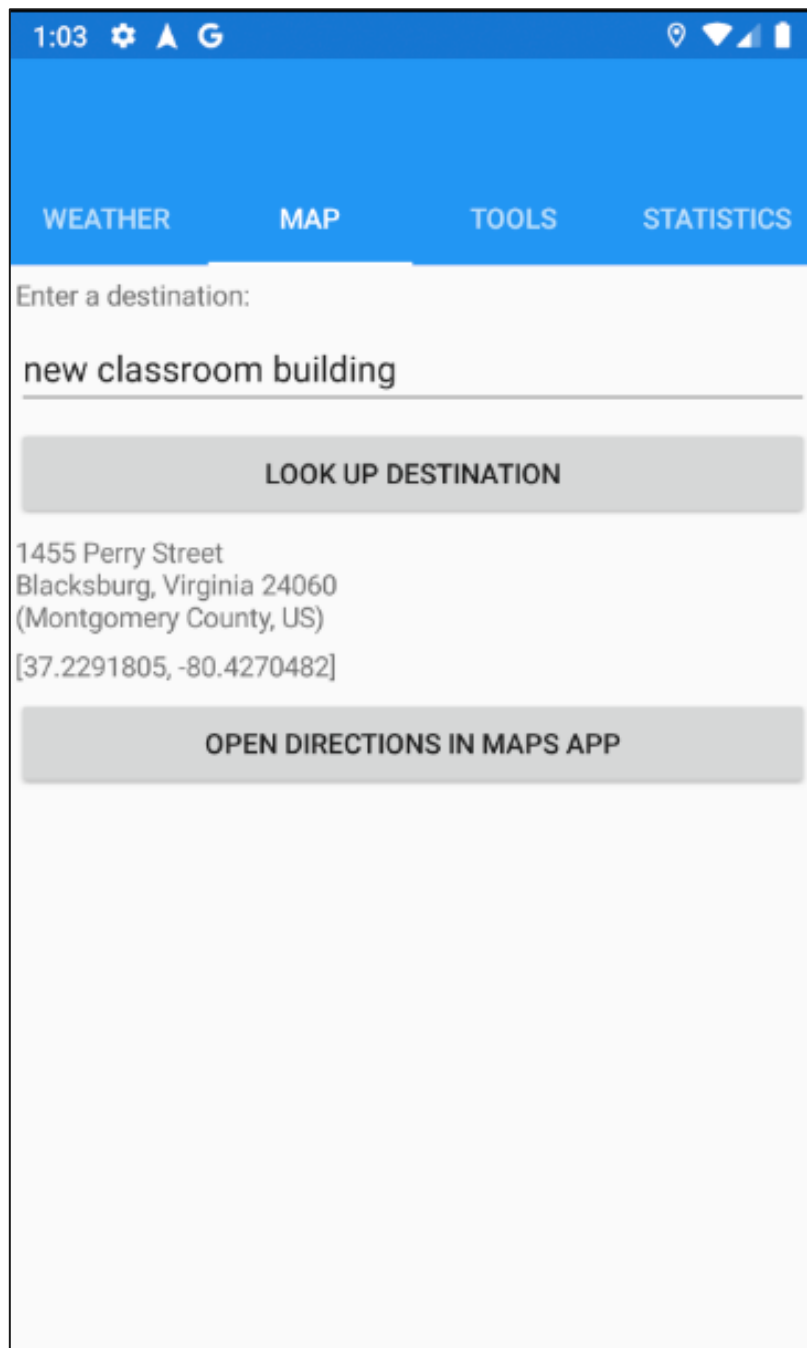 1:03 G
WEATHER MAP TOOLS STATISTICS
Enter a destination:
new classroom building
LOOK UP DESTINATION
1455 Perry Street
Blacksburg, Virginia 24060
(Montgomery County, US)
[37.2291805, -80.4270482]
OPEN DIRECTIONS IN MAPS APP